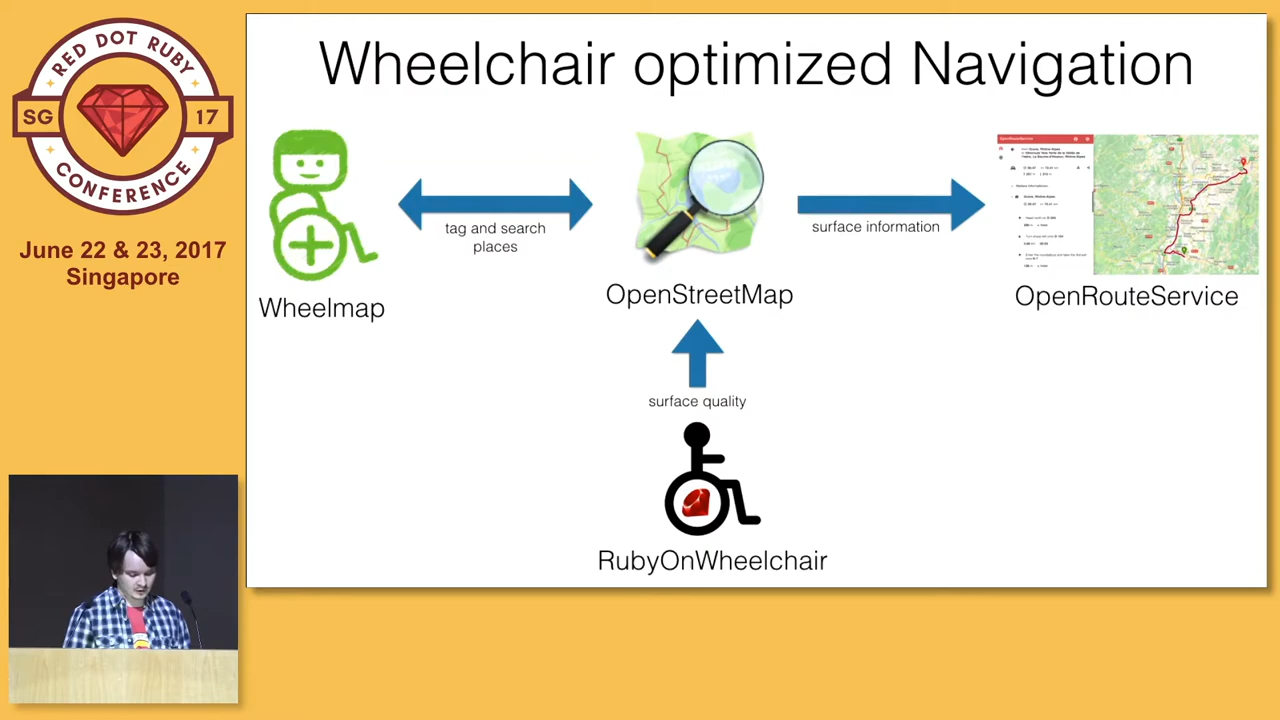 RED DOT RUBY
SG 17
CONFERENCE
June 22 & 23, 2017
Singapore
Wheelchair optimized Navigation
tag and search
places
surface information
OpenRouteService
Wheelmap
OpenStreetMap
OpenRouteService
surface quality
RubyOnWheelchair